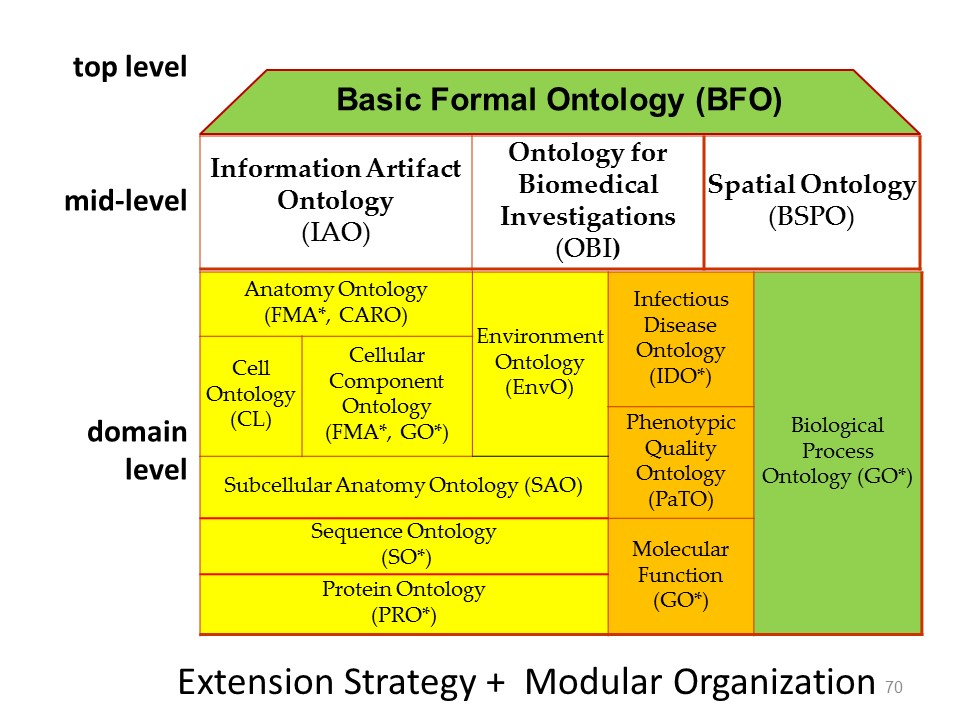 top level
Basic Formal Ontology (BFO)
mid-level
Information Artifact
Ontology
(IAO)
Ontology for
Biomedical
Investigations
(OBI)
Spatial Ontology
(BSPO)
domain
level
Anatomy Ontology
(FMA*, CARO)
Cell
Ontology
(CL)
Cellular
Component
Ontology
(FMA*, GO*)
Environment
Ontology
(EnvO)
Subcellular Anatomy Ontology (SAO)
Sequence Ontology
(SO*)
Protein Ontology
(PRO*)
Infectious
Disease
Ontology
(IDO*)
Phenotypic
Quality
Ontology
(PaTO)
Molecular
Function
(GO*)
Biological
Process
Ontology (GO*)
Extension Strategy + Modular Organization
70